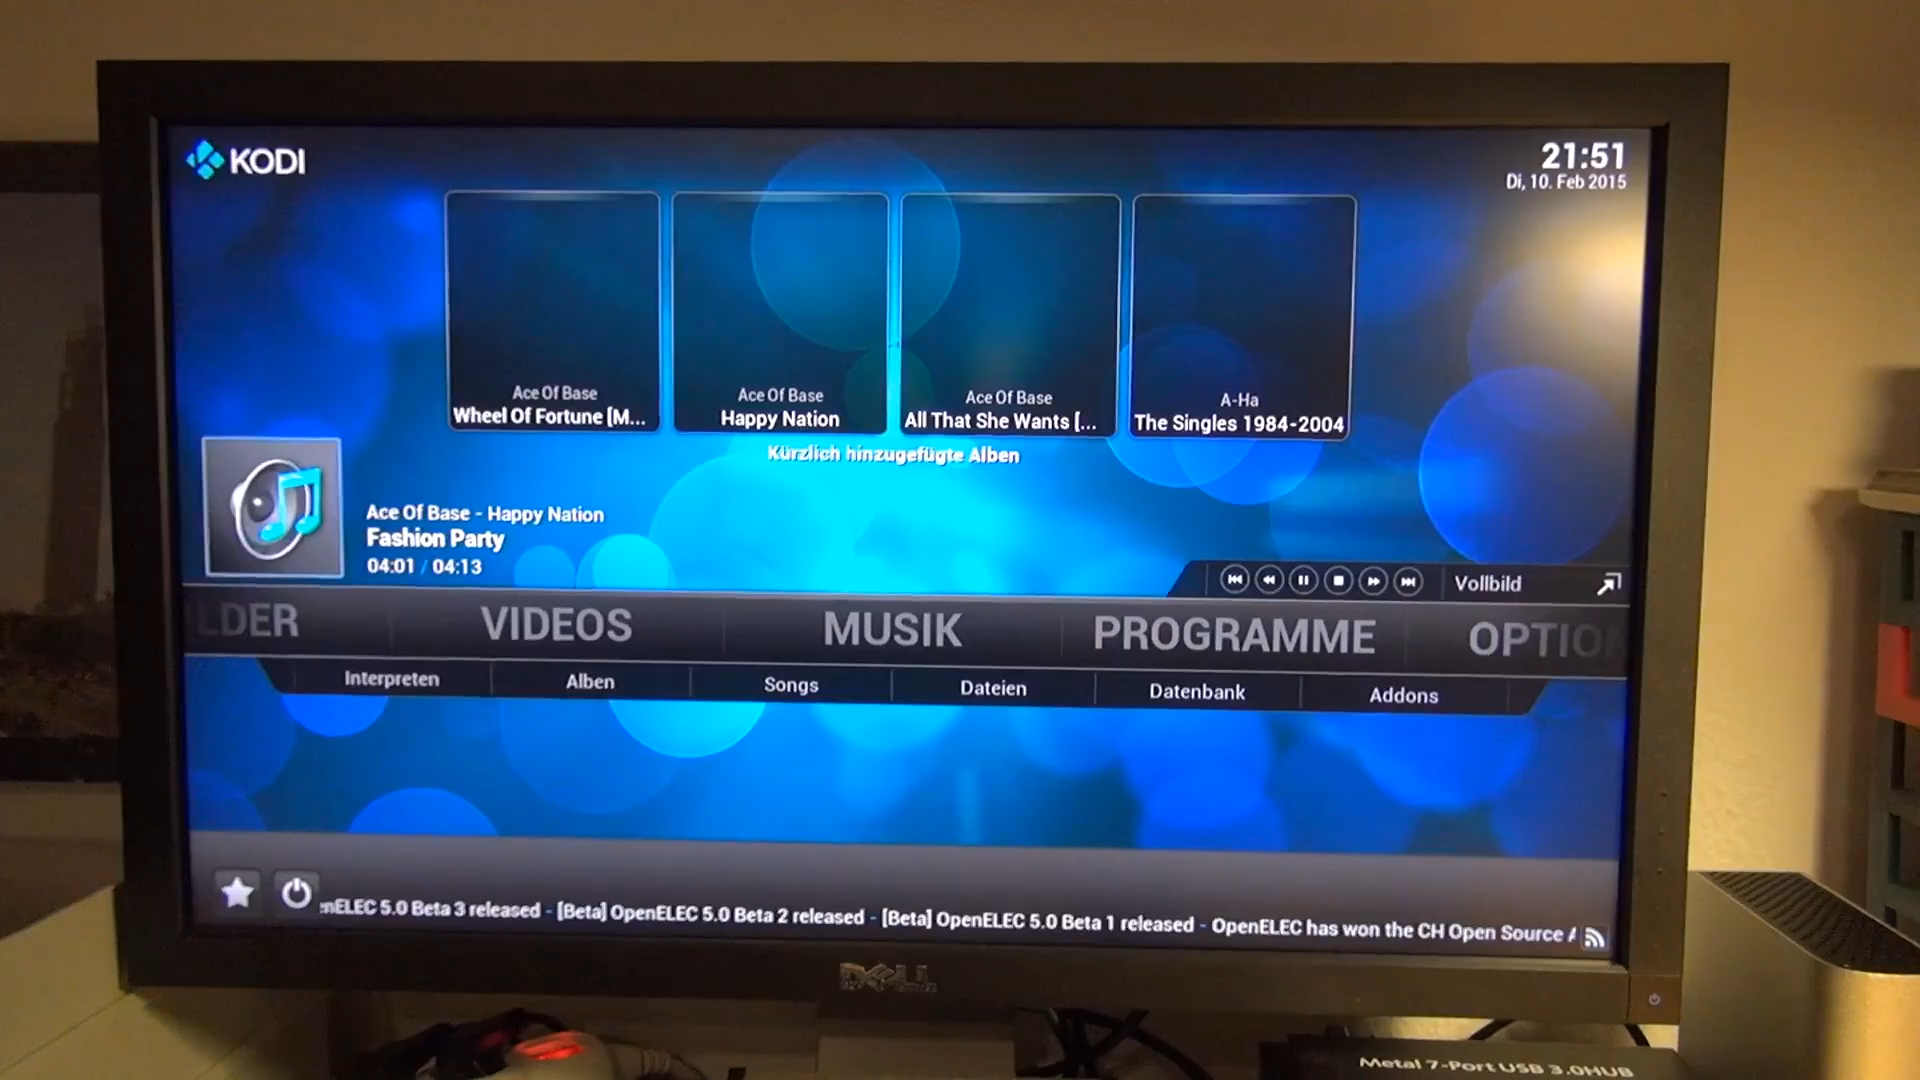 KODI
21:51
Di, 10. Feb 2015
Ace Of Base
Wheel Of Fortune [M...
Ace Of Base
Happy Nation
Ace Of Base
All That She Wants [...
A-Ha
The Singles 1984-2004
Kürzlich hinzugefügte Alben
Ace Of Base - Happy Nation
Fashion Party
04:01 / 04:13
Vollbild
LDER VIDEOS MUSIK PROGRAMME OPTION
Interpreten Alben Songs Dateien Datenbank Addons
enELEC 5.0 Beta 3 released - [Beta] OpenELEC 5.0 Beta 2 released - [Beta] OpenELEC 5.0 Beta 1 released - OpenELEC has won the CH Open Source A
DELL
Metal 7-Port USB 3.0HUB